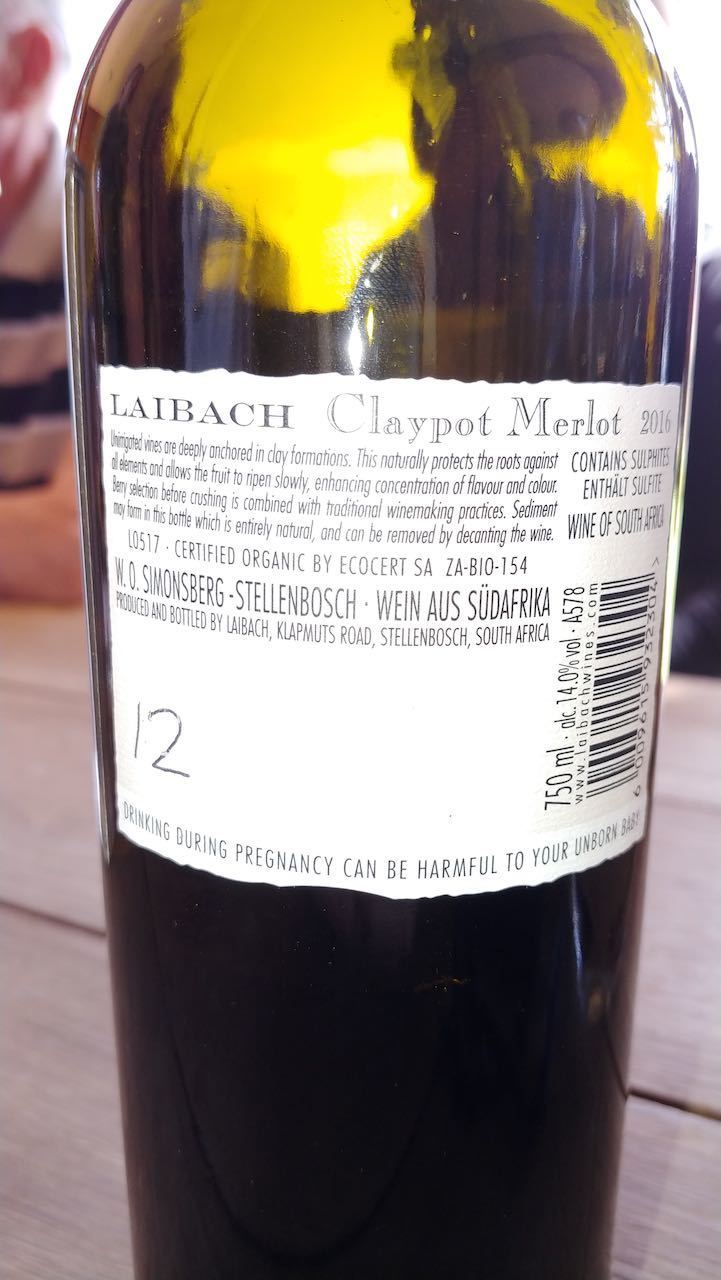 LAIBACH Claypot Merlot 2016
Unirrigated vines are deeply anchored in clay formations. This naturally protects the roots against
all elements and allows the fruit to ripen slowly, enhancing concentration of flavour and colour.
Berry selection before crushing is combined with traditional winemaking practices. Sediment
may form in this bottle which is entirely natural, and can be removed by decanting the wine.
CONTAINS SULPHITES
ENTHÄLT SULFITE
WINE OF SOUTH AFRICA
L0517 · CERTIFIED ORGANIC BY ECOCERT SA ZA-BIO-154
W. O. SIMONSBERG-STELLENBOSCH · WEIN AUS SÜDAFRIKA
PRODUCED AND BOTTLED BY LAIBACH, KLAPMUTS ROAD, STELLENBOSCH, SOUTH AFRICA
750 ml · alc.14.0% vol · A578
www.laibachwines.com
6 009615 932304 >
12
DRINKING DURING PREGNANCY CAN BE HARMFUL TO YOUR UNBORN BABY